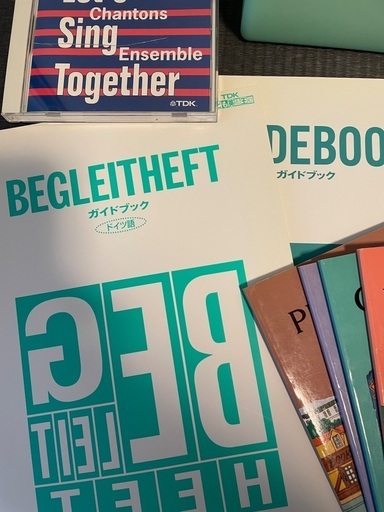 Let's
Chantons
Sing
Ensemble
Together
TDK
TDK
BEGLEITHEFT
ガイドブック
ドイツ語
DEBOO
ガイドブック
BEG
LEIT
HEFT
P